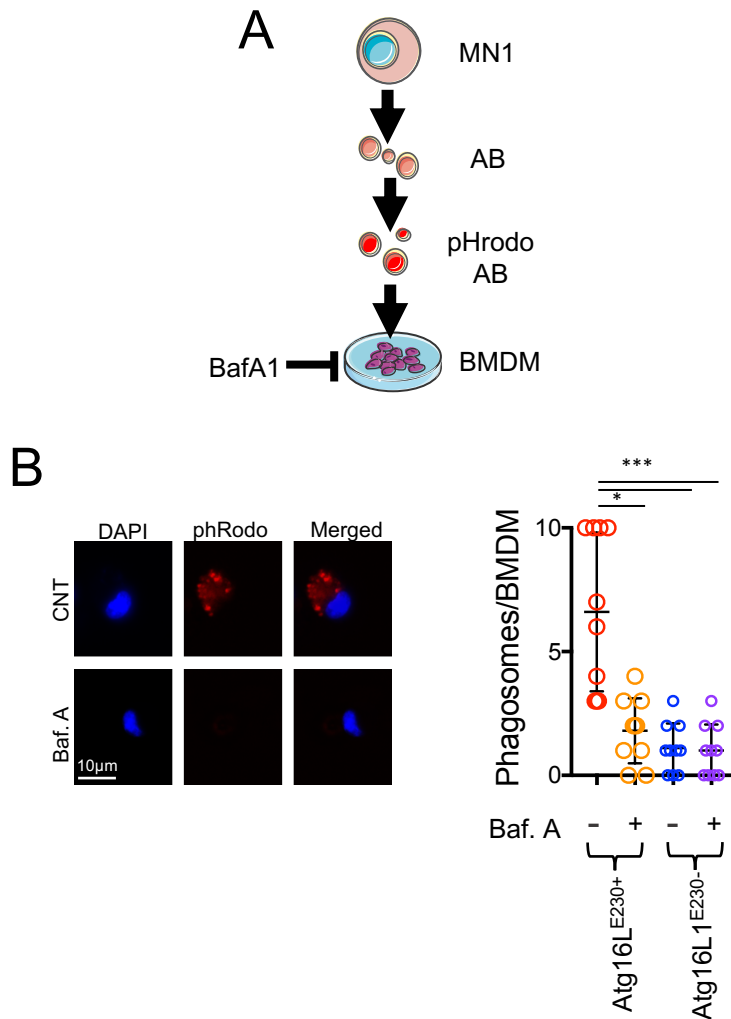 A
MN1
AB
pHrodo
AB
BafA1
BMDM
B
DAPI phRodo Merged
CNT
Baf. A
10µm
***
*
Phagosomes/BMDM
10
5
0
Baf. A - + - +
Atg16L^E230+
Atg16L1^E230-